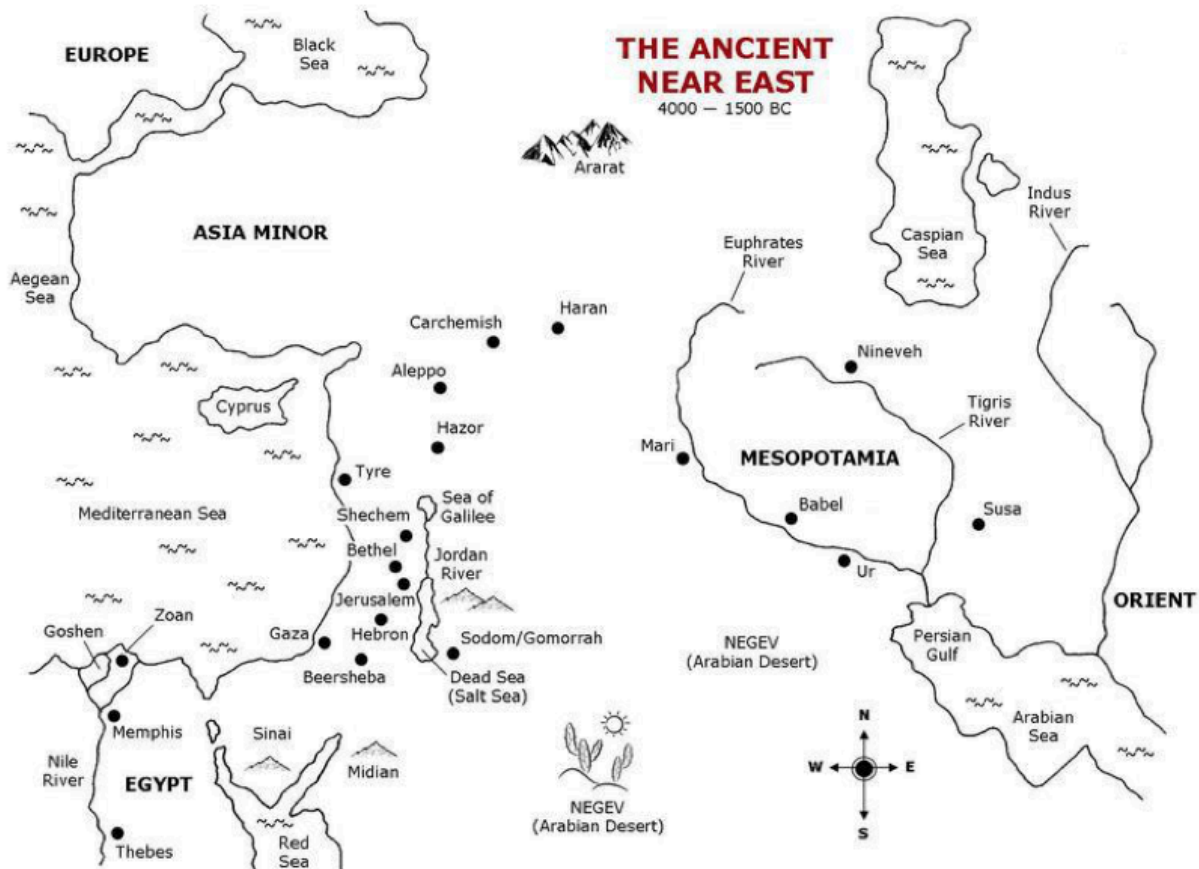 EUROPE
Black
Sea
THE ANCIENT
NEAR EAST
4000 — 1500 BC
Ararat
Indus
River
ASIA MINOR
Caspian
Sea
Euphrates
River
Aegean
Sea
Haran
Carchemish
Nineveh
Aleppo
Cyprus
Tigris
River
Hazor
Mari
MESOPOTAMIA
Tyre
Sea of
Galilee
Babel
Susa
Mediterranean Sea
Shechem
Bethel
Jordan
River
Ur
Jerusalem
ORIENT
Zoan
Goshen
Gaza
Hebron
Sodom/Gomorrah
NEGEV
(Arabian Desert)
Persian
Gulf
Beersheba
Dead Sea
(Salt Sea)
Arabian
Sea
Memphis
Sinai
Midian
N
W
E
S
Nile
River
EGYPT
NEGEV
(Arabian Desert)
Thebes
Red
Sea